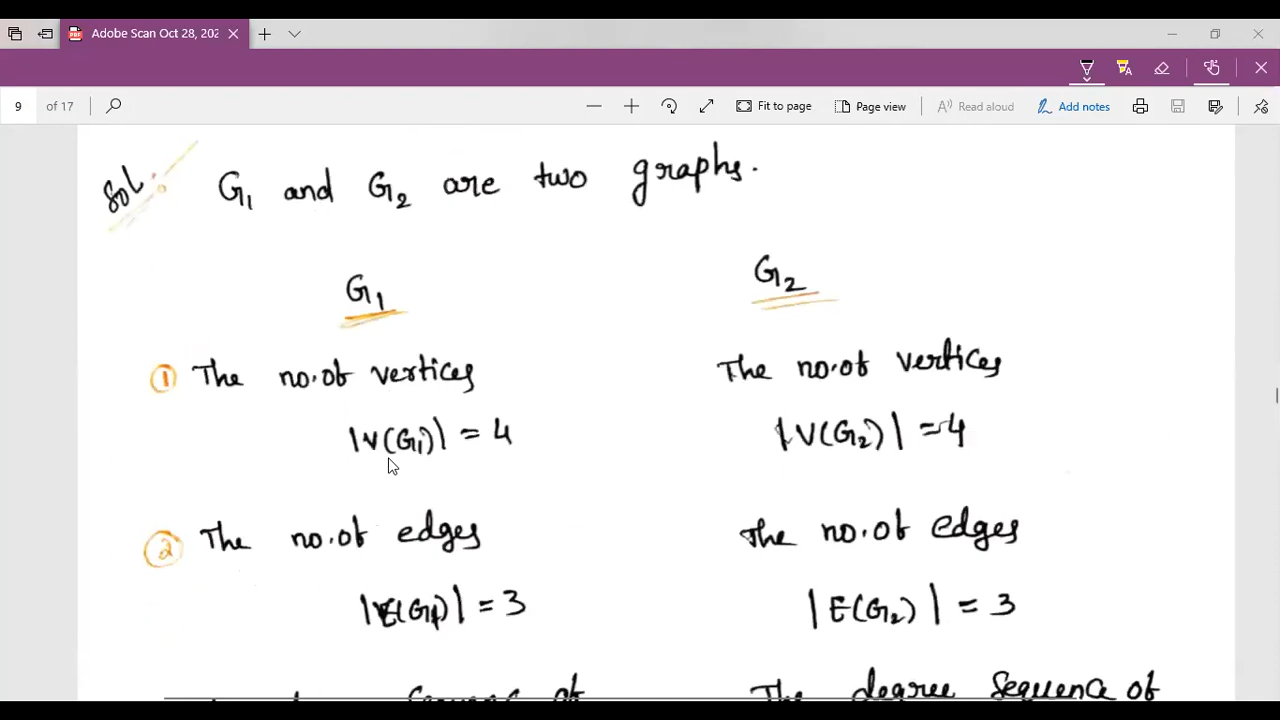 Adobe Scan Oct 28, 202
9 of 17
Fit to page
Page view
Read aloud
Add notes
Sol:
G1 and G2 are two graphs.
G1
G2
① The no.of vertices
The no.of vertices
|V(G1)| = 4
|V(G2)| = 4
② The no.of edges
The no.of edges
|E(G1)| = 3
|E(G2)| = 3
of
The degree Sequence of